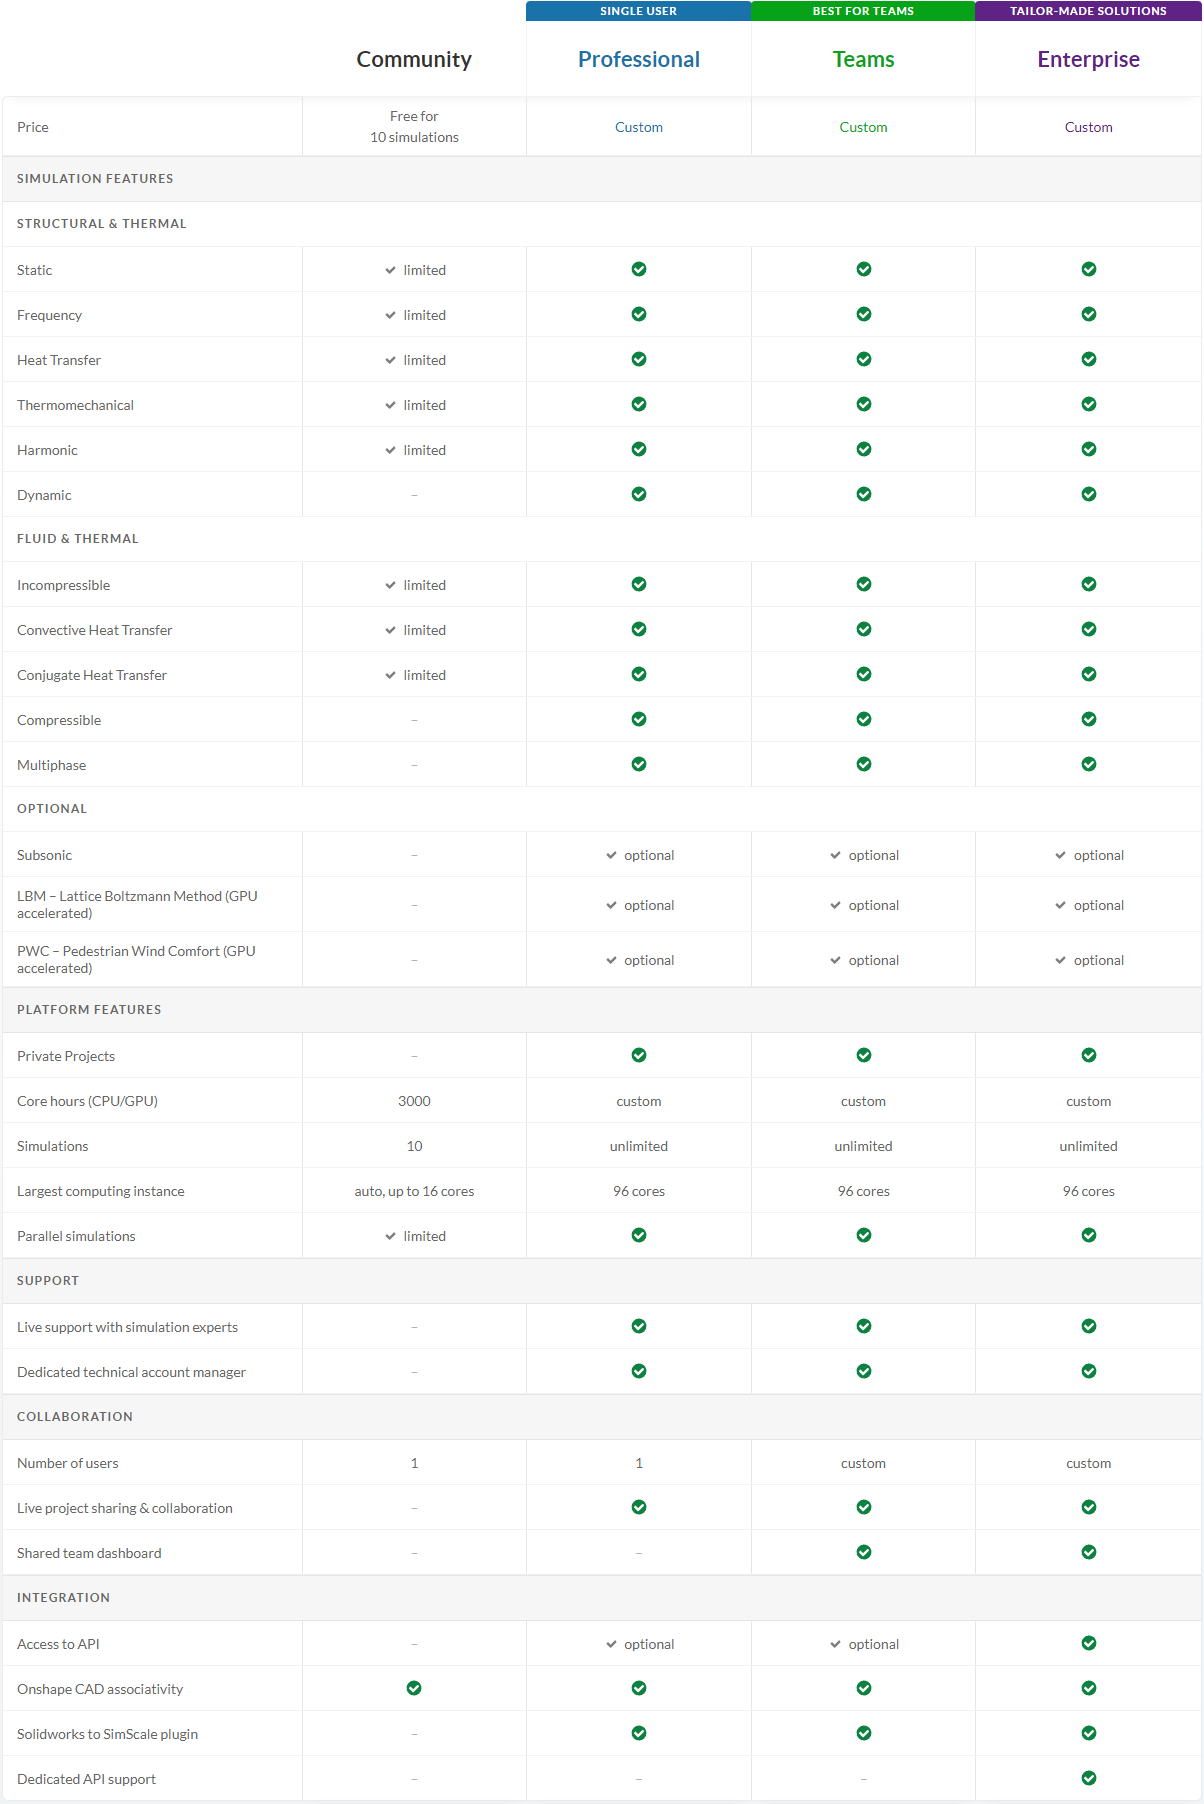 SINGLE USER BEST FOR TEAMS TAILOR-MADE SOLUTIONS
Community Professional Teams Enterprise
Price Free for
10 simulations Custom Custom Custom
SIMULATION FEATURES
STRUCTURAL & THERMAL
Static limited
Frequency limited
Heat Transfer limited
Thermomechanical limited
Harmonic limited
Dynamic –
FLUID & THERMAL
Incompressible limited
Convective Heat Transfer limited
Conjugate Heat Transfer limited
Compressible –
Multiphase –
OPTIONAL
Subsonic – optional optional optional
LBM – Lattice Boltzmann Method (GPU
accelerated) – optional optional optional
PWC – Pedestrian Wind Comfort (GPU
accelerated) – optional optional optional
PLATFORM FEATURES
Private Projects –
Core hours (CPU/GPU) 3000 custom custom custom
Simulations 10 unlimited unlimited unlimited
Largest computing instance auto, up to 16 cores 96 cores 96 cores 96 cores
Parallel simulations limited
SUPPORT
Live support with simulation experts –
Dedicated technical account manager –
COLLABORATION
Number of users 1 1 custom custom
Live project sharing & collaboration –
Shared team dashboard – –
INTEGRATION
Access to API – optional optional
Onshape CAD associativity
Solidworks to SimScale plugin –
Dedicated API support – – –